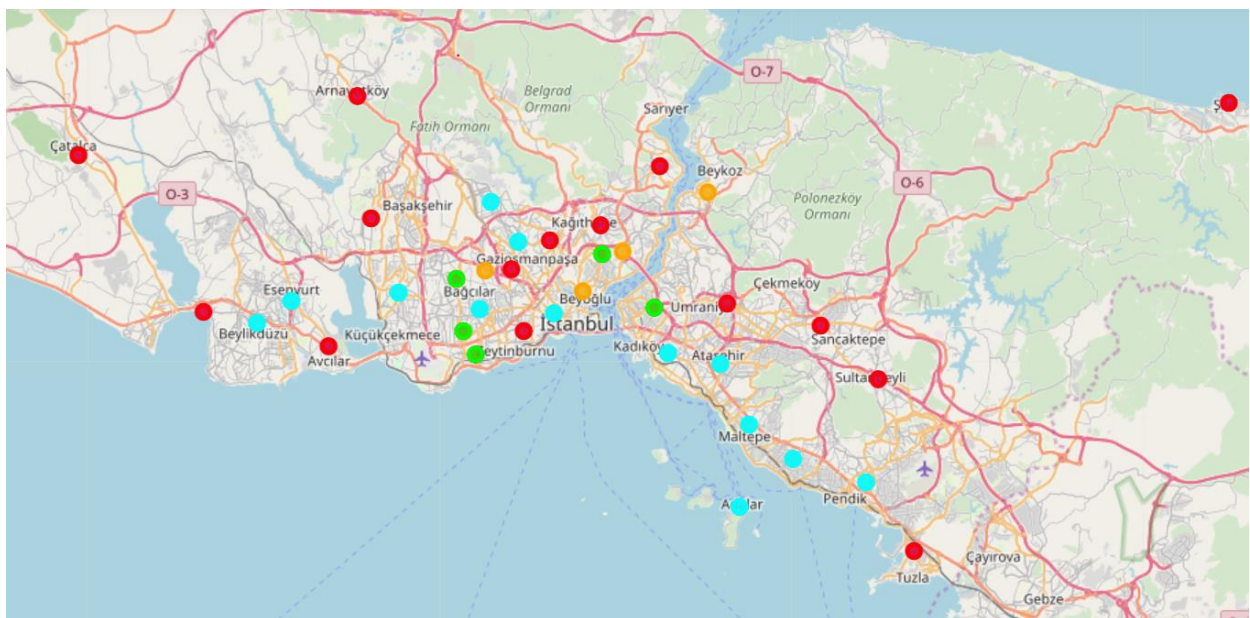 O-7
Belgrad
Ormanı
Arnavutköy
Sarıyer
Fatih Ormanı
Çatalca
Beykoz
O-6
O-3
Polonezköy
Ormanı
Başakşehir
Kağıthane
Gaziosmanpaşa
Bağcılar
Esenyurt
Çekmeköy
Beyoğlu
Ümraniye
İstanbul
Beylikdüzü
Küçükçekmece
Sancaktepe
Zeytinburnu
Kadıköy
Ataşehir
Avcılar
Sultanbeyli
Maltepe
Pendik
Adalar
Çayırova
Tuzla
Gebze